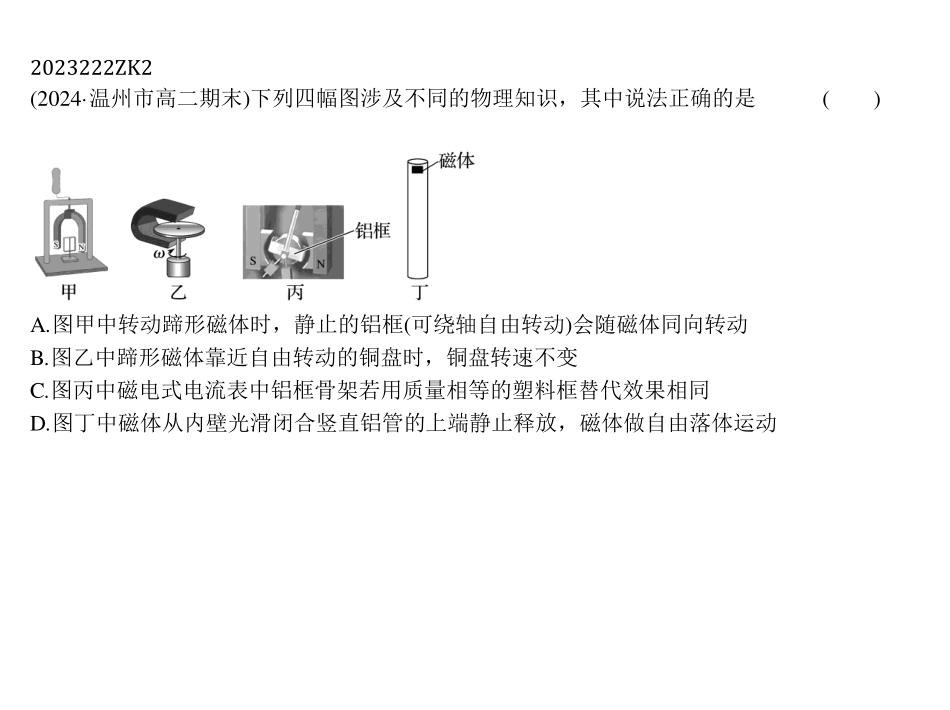 2023222ZK2
(2024·温州市高二期末)下列四幅图涉及不同的物理知识，其中说法正确的是 (  )
磁体
铝框
S N
ω
S N
甲 乙 丙 丁
A.图甲中转动蹄形磁体时，静止的铝框(可绕轴自由转动)会随磁体同向转动
B.图乙中蹄形磁体靠近自由转动的铜盘时，铜盘转速不变
C.图丙中磁电式电流表中铝框骨架若用质量相等的塑料框替代效果相同
D.图丁中磁体从内壁光滑闭合竖直铝管的上端静止释放，磁体做自由落体运动